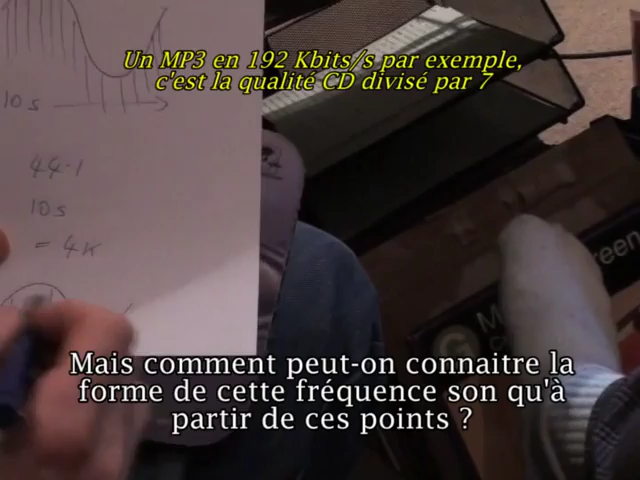 Un MP3 en 192 Kbits/s par exemple,
c'est la qualité CD divisé par 7
10 s
44.1
10s
= 4K
Mais comment peut-on connaitre la
forme de cette fréquence son qu'à
partir de ces points ?